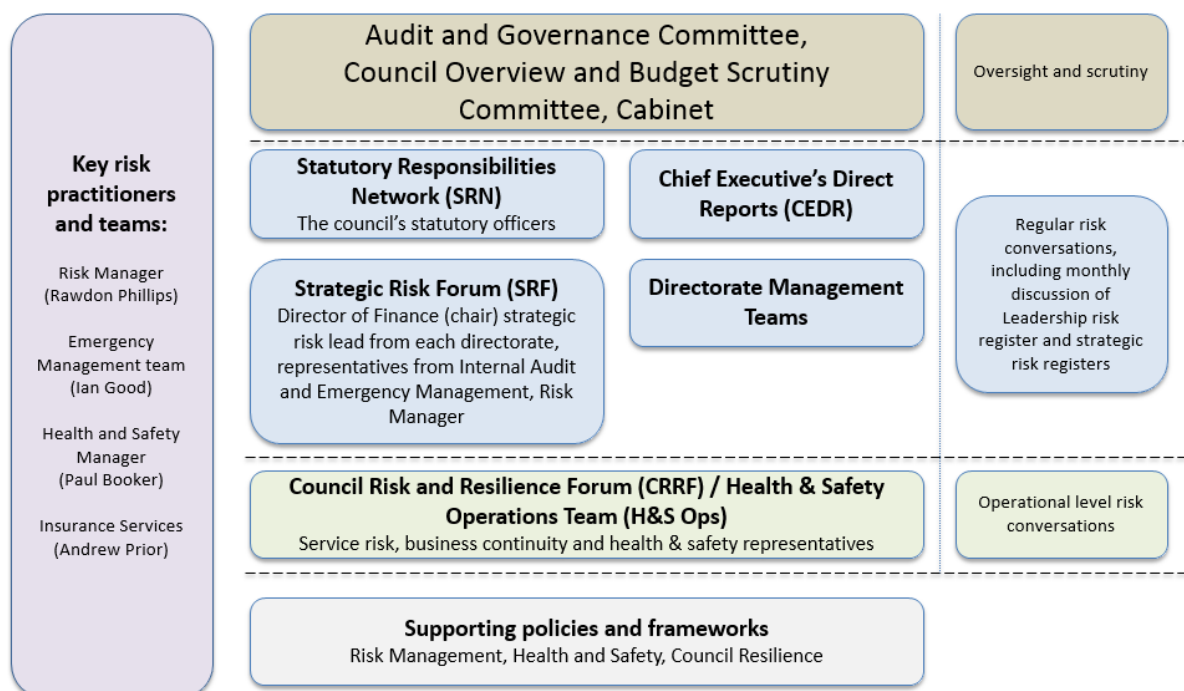 Key risk
practitioners
and teams:
Risk Manager
(Rawdon Phillips)
Emergency
Management team
(Ian Good)
Health and Safety
Manager
(Paul Booker)
Insurance Services
(Andrew Prior)
Audit and Governance Committee,
Council Overview and Budget Scrutiny
Committee, Cabinet
Oversight and scrutiny
Statutory Responsibilities
Network (SRN)
The council's statutory officers
Chief Executive's Direct
Reports (CEDR)
Strategic Risk Forum (SRF)
Director of Finance (chair) strategic
risk lead from each directorate,
representatives from Internal Audit
and Emergency Management, Risk
Manager
Directorate Management
Teams
Regular risk
conversations,
including monthly
discussion of
Leadership risk
register and strategic
risk registers
Council Risk and Resilience Forum (CRRF) / Health & Safety
Operations Team (H&S Ops)
Service risk, business continuity and health & safety representatives
Operational level risk
conversations
Supporting policies and frameworks
Risk Management, Health and Safety, Council Resilience